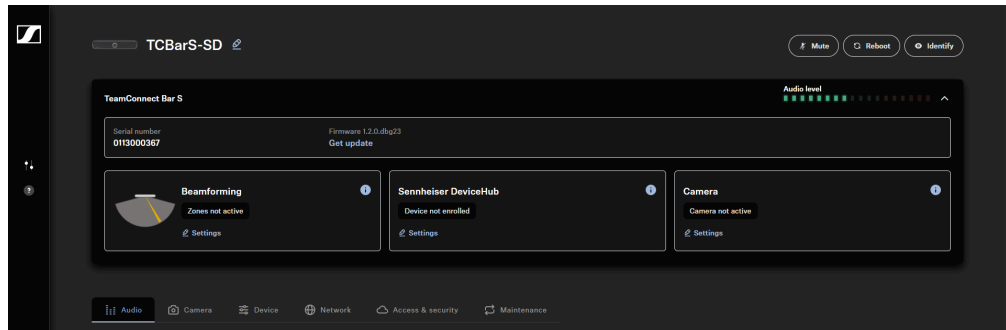 TCBarS-SD
Mute
Reboot
Identify
TeamConnect Bar S
Audio level
Serial number
0113000367
Firmware 1.2.0.dbg23
Get update
Beamforming
Zones not active
Settings
Sennheiser DeviceHub
Device not enrolled
Settings
Camera
Camera not active
Settings
Audio
Camera
Device
Network
Access & security
Maintenance